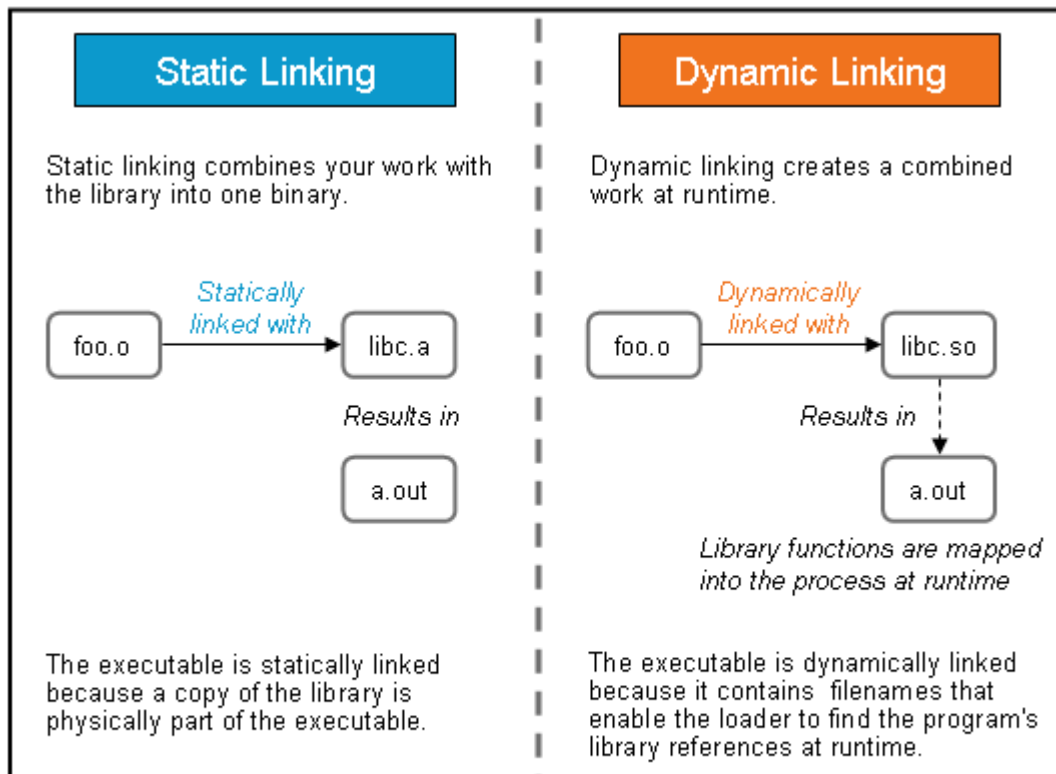 Static Linking
Static linking combines your work with
the library into one binary.
Statically
linked with
foo.o
libc.a
Results in
a.out
The executable is statically linked
because a copy of the library is
physically part of the executable.
Dynamic Linking
Dynamic linking creates a combined
work at runtime.
Dynamically
linked with
foo.o
libc.so
Results in
a.out
Library functions are mapped
into the process at runtime
The executable is dynamically linked
because it contains filenames that
enable the loader to find the program's
library references at runtime.